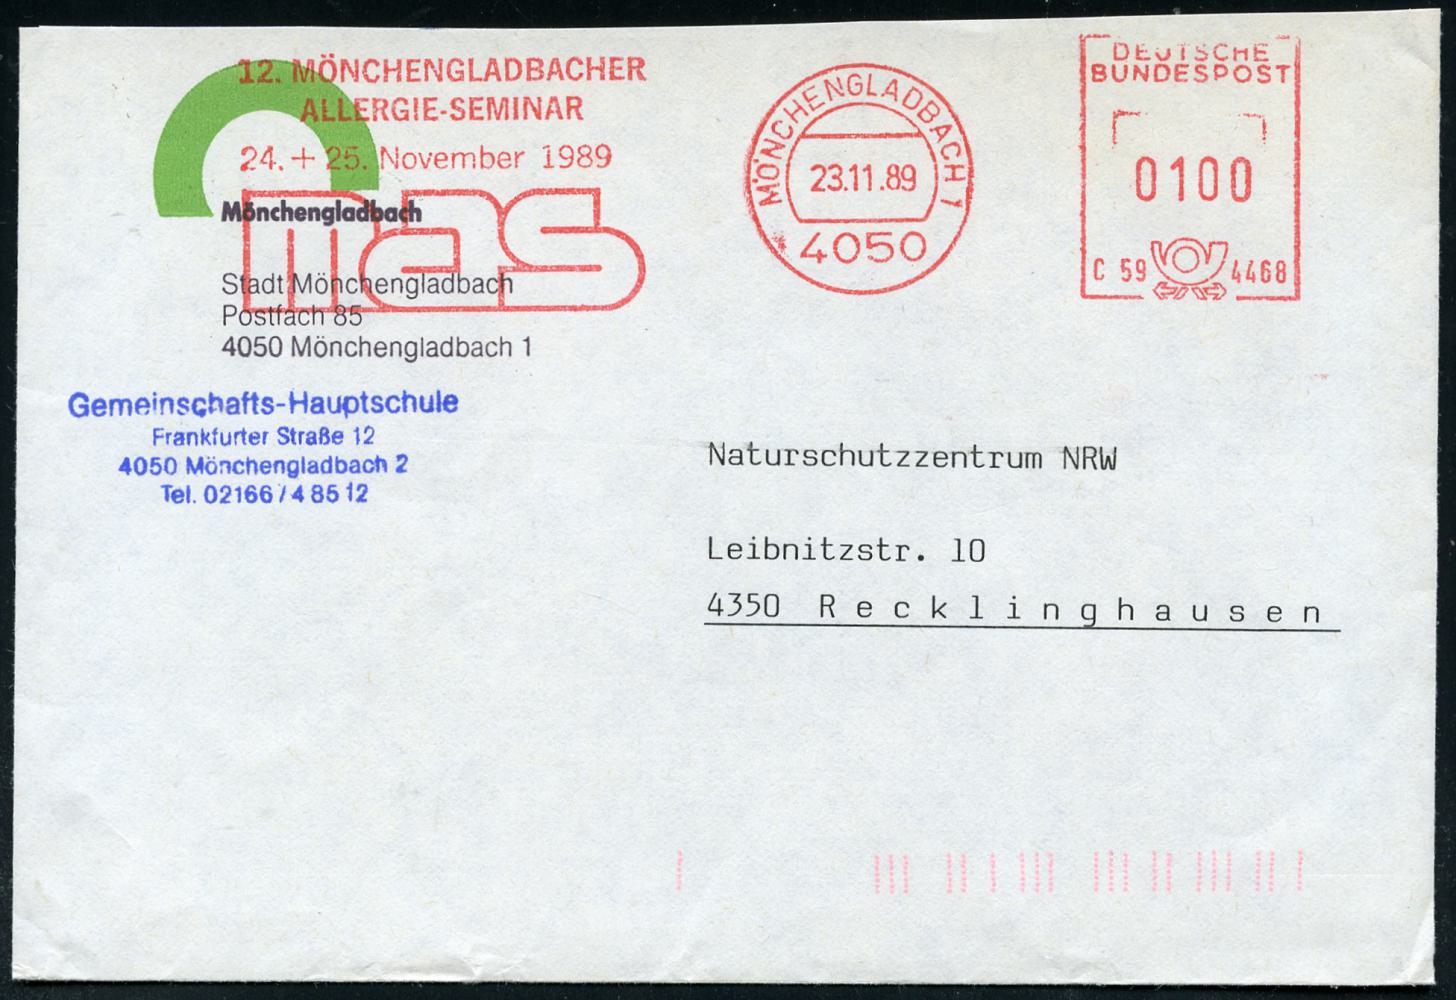 12. MÖNCHENGLADBACHER
ALLERGIE-SEMINAR
24. + 25. November 1989
mas
Mönchengladbach
Stadt Mönchengladbach
Postfach 85
4050 Mönchengladbach 1
Gemeinschafts-Hauptschule
Frankfurter Straße 12
4050 Mönchengladbach 2
Tel. 02166/4 85 12
MÖNCHENGLADBACH 1
23.11.89
4050
DEUTSCHE
BUNDESPOST
0100
C 59 4468
Naturschutzzentrum NRW
Leibnitzstr. 10
4350 Recklinghausen